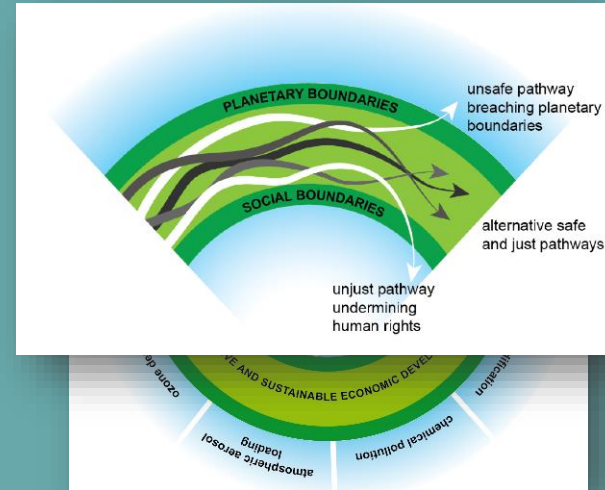 PLANETARY BOUNDARIES
unsafe pathway
breaching planetary
boundaries
SOCIAL BOUNDARIES
alternative safe
and just pathways
unjust pathway
undermining
human rights
AND SUSTAINABLE ECONOMIC
ozone
atmospheric aerosol
loading
chemical pollution